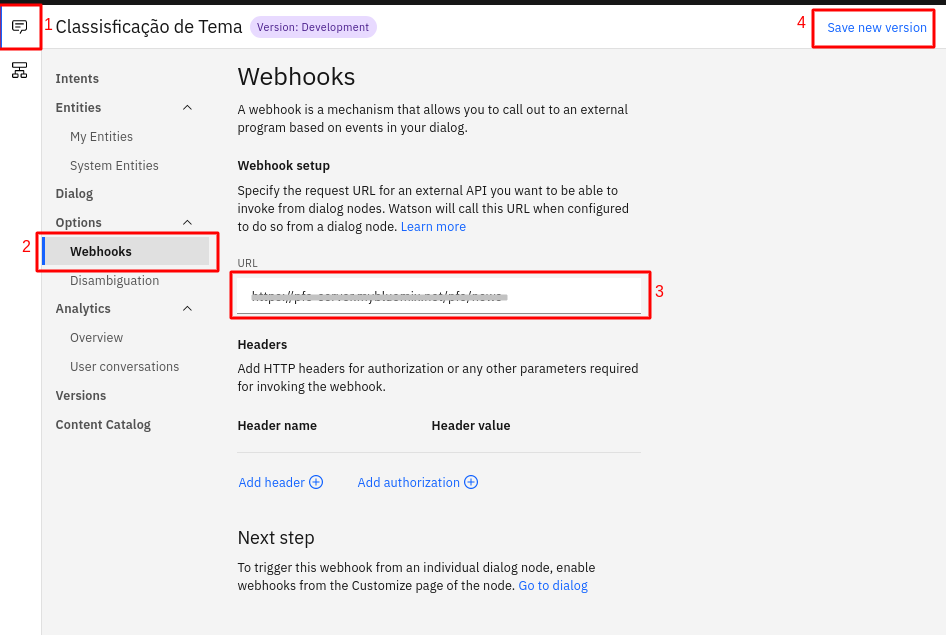 1
Classisficação de Tema
Version: Development
4
Save new version
Intents
Entities
My Entities
System Entities
Dialog
Options
2
Webhooks
Disambiguation
Analytics
Overview
User conversations
Versions
Content Catalog
Webhooks
A webhook is a mechanism that allows you to call out to an external
program based on events in your dialog.
Webhook setup
Specify the request URL for an external API you want to be able to
invoke from dialog nodes. Watson will call this URL when configured
to do so from a dialog node. Learn more
URL
3
Headers
Add HTTP headers for authorization or any other parameters required
for invoking the webhook.
Header name Header value
Add header Add authorization
Next step
To trigger this webhook from an individual dialog node, enable
webhooks from the Customize page of the node. Go to dialog